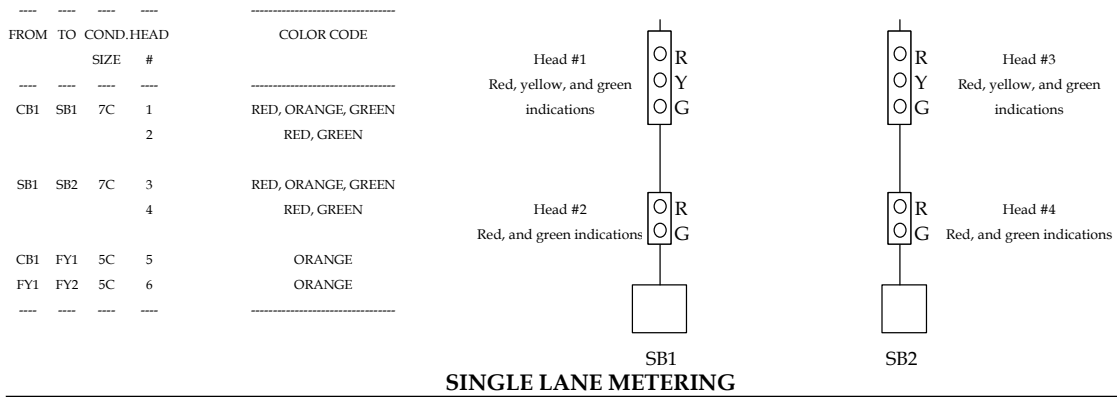 ---- ---- ---- ---- ---------------------------------
FROM TO COND. HEAD COLOR CODE
SIZE #
---- ---- ---- ---- ---------------------------------
CB1 SB1 7C 1 RED, ORANGE, GREEN
2 RED, GREEN
SB1 SB2 7C 3 RED, ORANGE, GREEN
4 RED, GREEN
CB1 FY1 5C 5 ORANGE
FY1 FY2 5C 6 ORANGE
---- ---- ---- ---- ---------------------------------
Head #1
Red, yellow, and green
indications
R
Y
G
Head #2
Red, and green indications
R
G
SB1
R
Y
G
Head #3
Red, yellow, and green
indications
R
G
Head #4
Red, and green indications
SB2
SINGLE LANE METERING